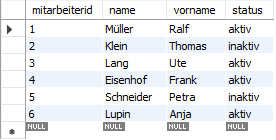 mitarbeiterid name vorname status
1 Müller Ralf aktiv
2 Klein Thomas inaktiv
3 Lang Ute aktiv
4 Eisenhof Frank aktiv
5 Schneider Petra inaktiv
6 Lupin Anja aktiv
NULL NULL NULL NULL